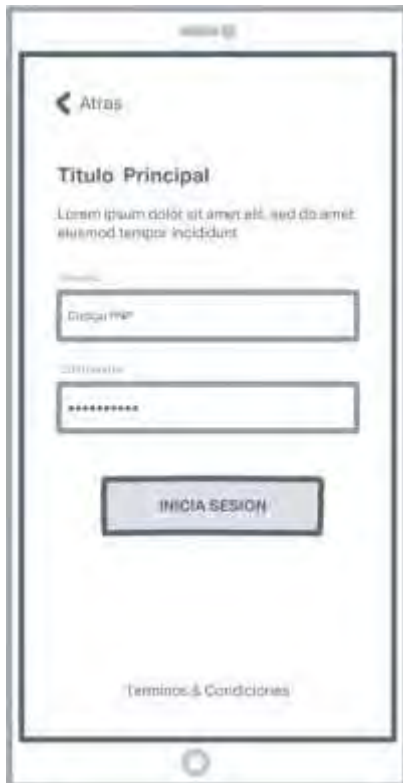 Atras
Titulo Principal
Lorem ipsum dolor sit amet elit, sed do amet
eiusmod tempor incididunt
Codigo PNP
••••••••••
INICIA SESION
Terminos & Condiciones